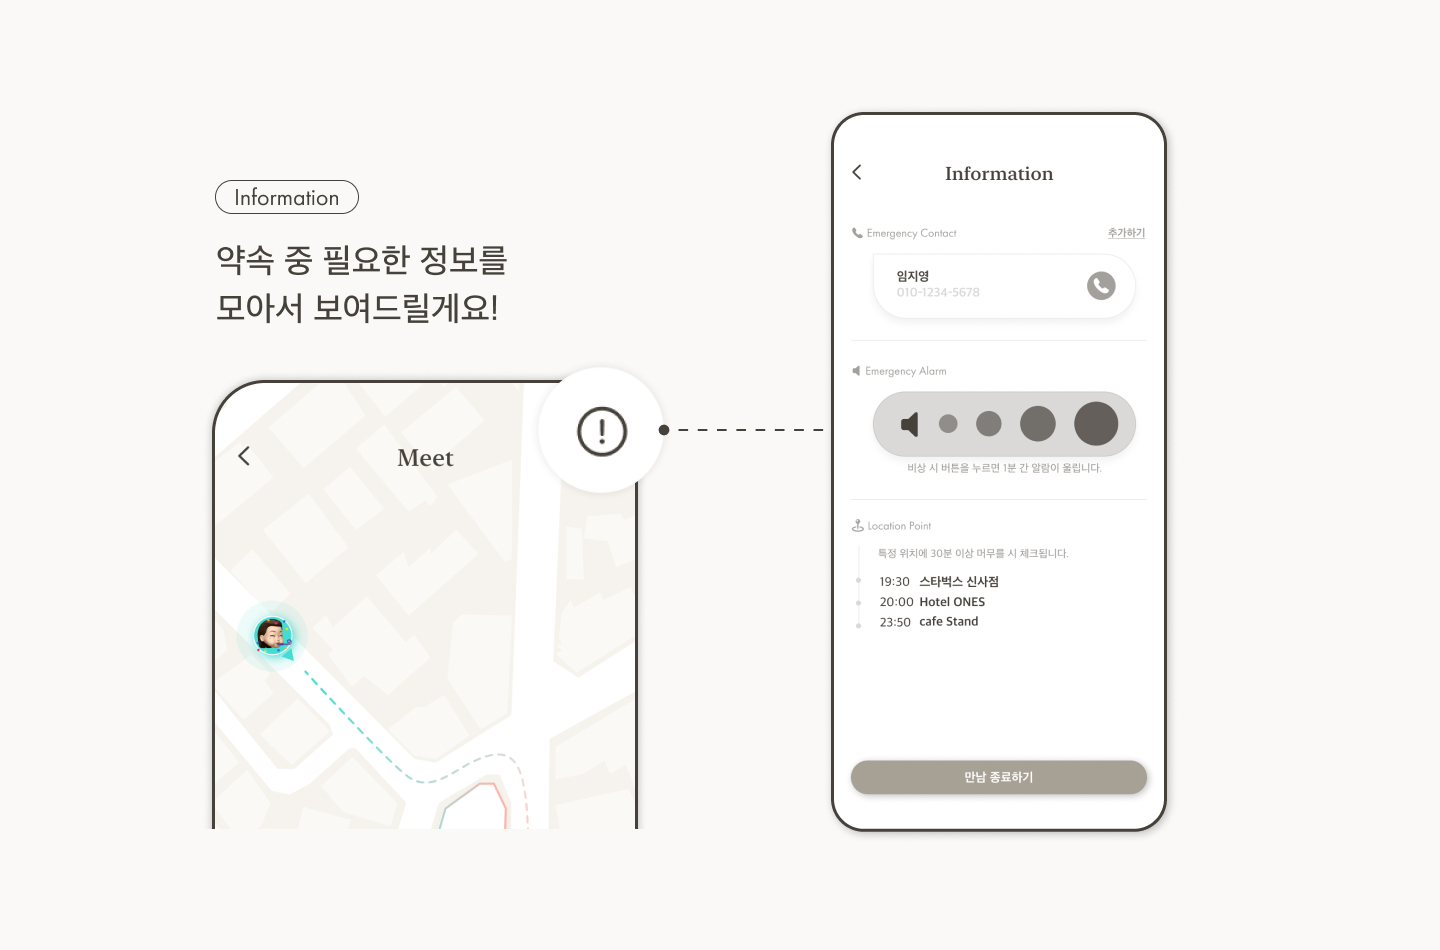 Information
약속 중 필요한 정보를
모아서 보여드릴게요!
Meet
Information
Emergency Contact
추가하기
임지영
010-1234-5678
Emergency Alarm
비상 시 버튼을 누르면 1분 간 알람이 울립니다.
Location Point
특정 위치에 30분 이상 머무를 시 체크됩니다.
19:30 스타벅스 신사점
20:00 Hotel ONES
23:50 cafe Stand
만남 종료하기